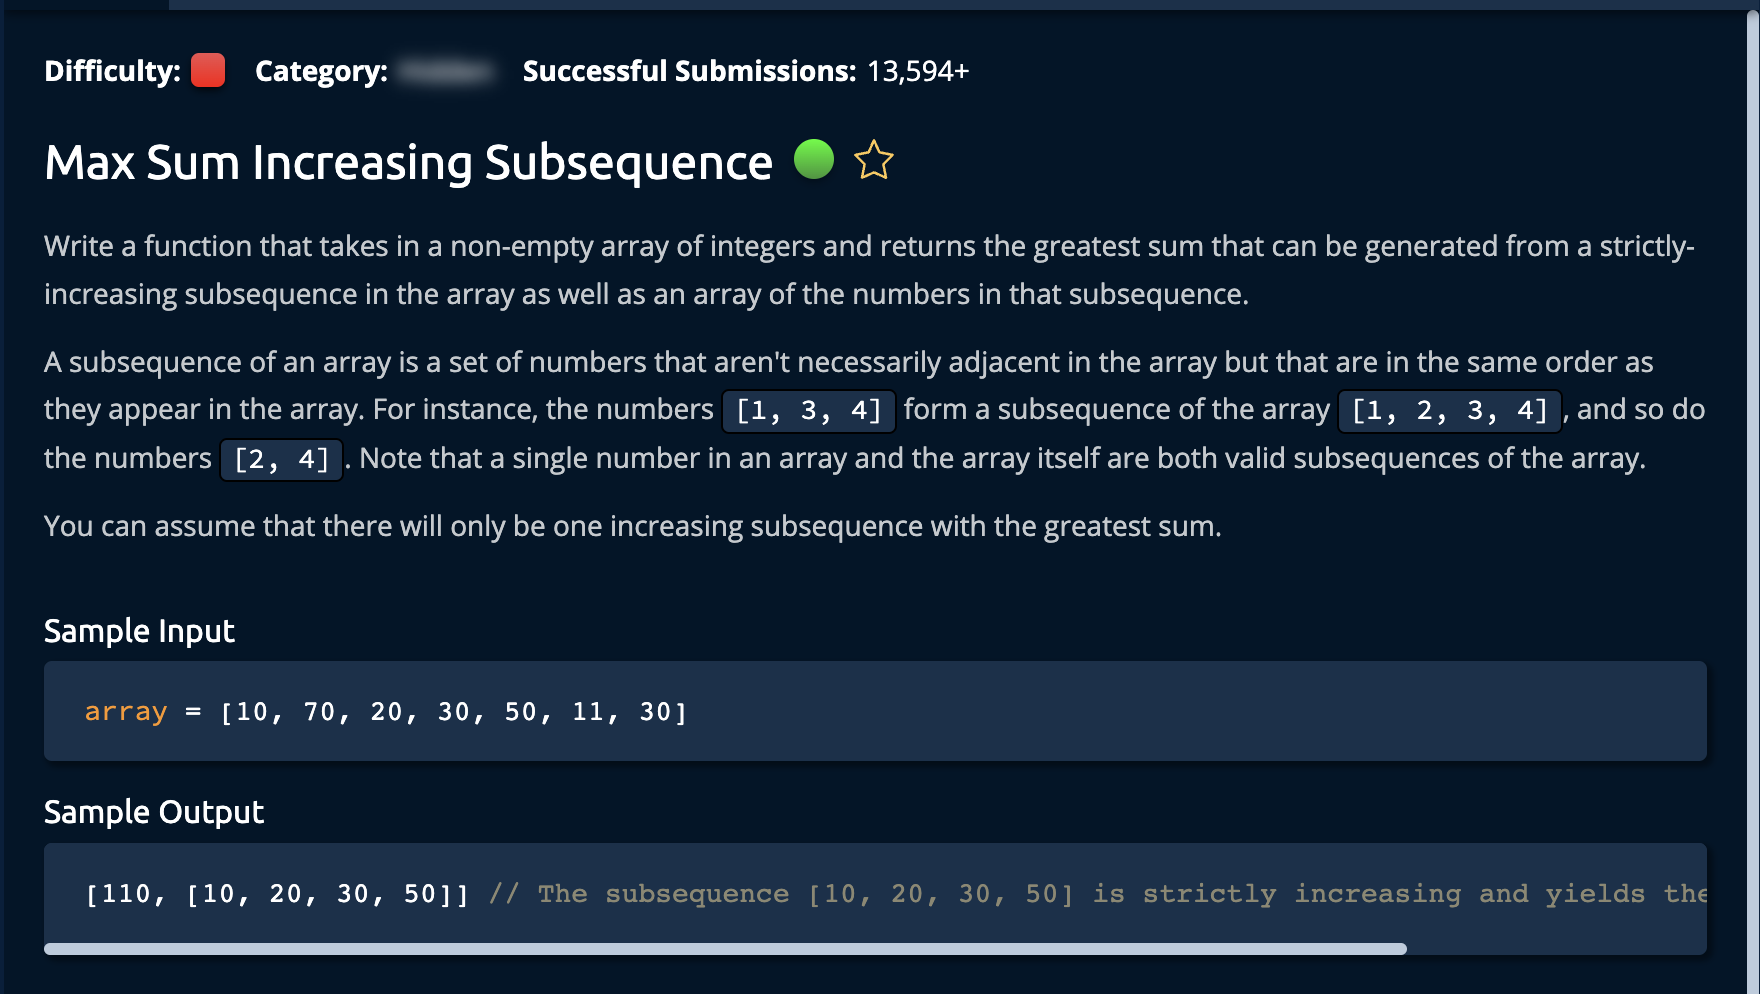 Difficulty: Category: Successful Submissions: 13,594+
Max Sum Increasing Subsequence
Write a function that takes in a non-empty array of integers and returns the greatest sum that can be generated from a strictly-
increasing subsequence in the array as well as an array of the numbers in that subsequence.
A subsequence of an array is a set of numbers that aren't necessarily adjacent in the array but that are in the same order as
they appear in the array. For instance, the numbers [1, 3, 4] form a subsequence of the array [1, 2, 3, 4], and so do
the numbers [2, 4]. Note that a single number in an array and the array itself are both valid subsequences of the array.
You can assume that there will only be one increasing subsequence with the greatest sum.
Sample Input
array = [10, 70, 20, 30, 50, 11, 30]
Sample Output
[110, [10, 20, 30, 50]] // The subsequence [10, 20, 30, 50] is strictly increasing and yields the